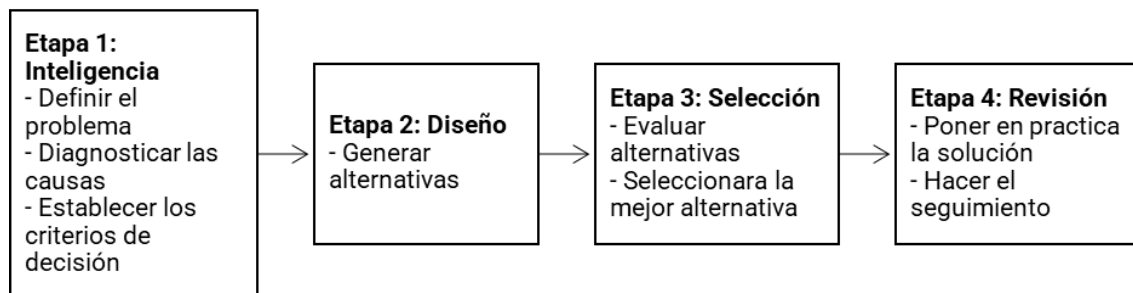 Etapa 1:
Inteligencia
- Definir el
problema
- Diagnosticar las
causas
- Establecer los
criterios de
decisión
Etapa 2: Diseño
- Generar
alternativas
Etapa 3: Selección
- Evaluar
alternativas
- Seleccionara la
mejor alternativa
Etapa 4: Revisión
- Poner en practica
la solución
- Hacer el
seguimiento